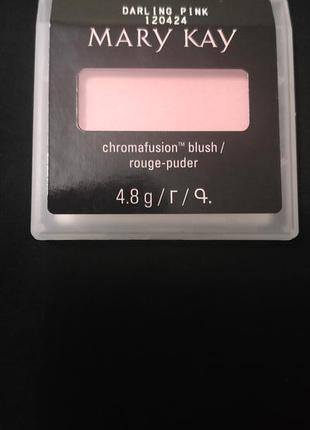 DARLING PINK
120424
MARY KAY
chromafusion™ blush /
rouge-puder
4.8 g / г / գ.